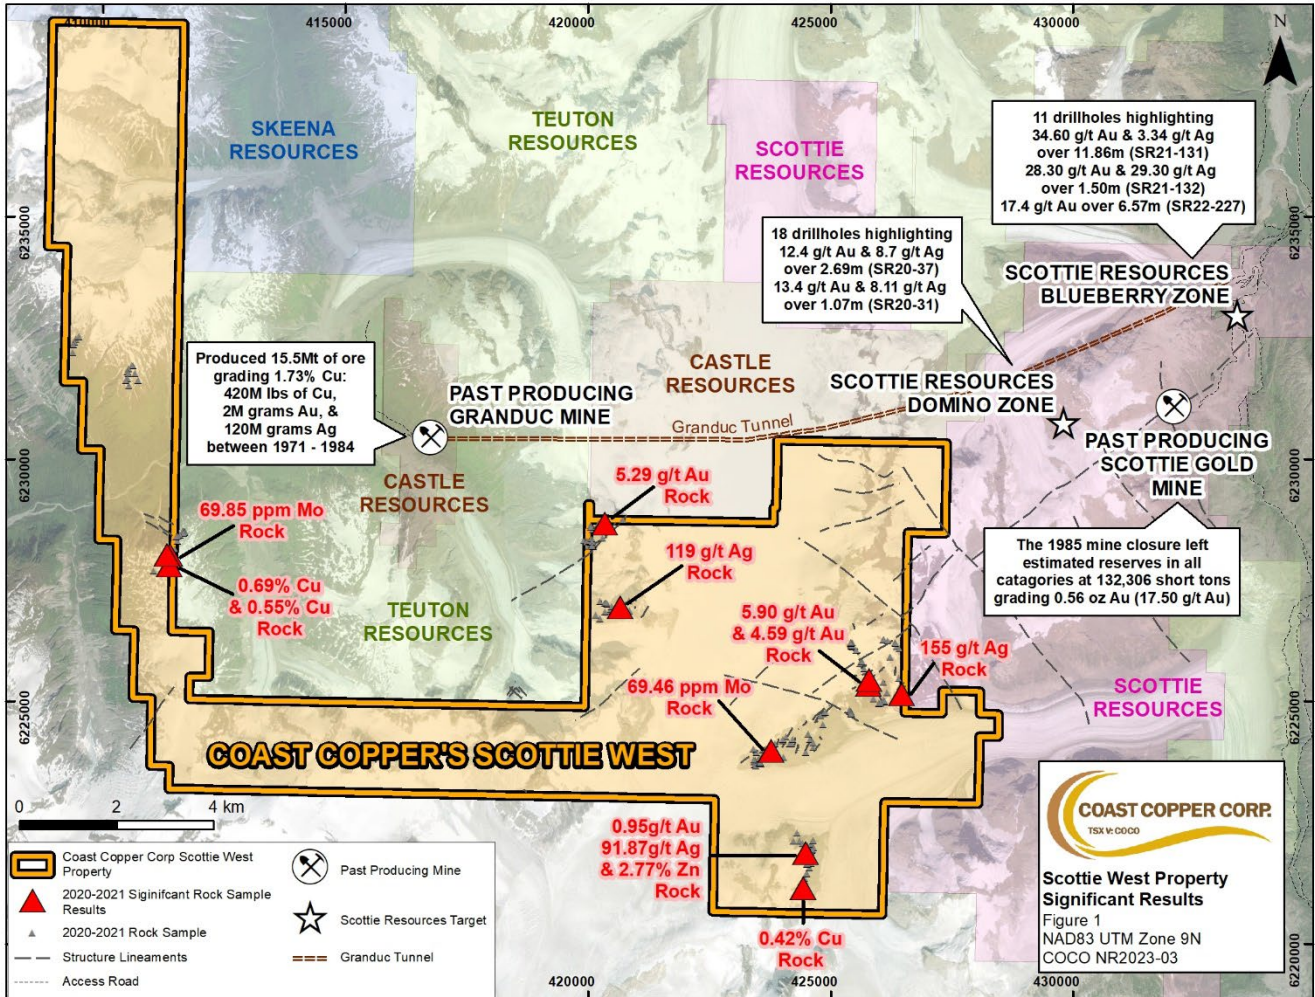 410000
415000
420000
425000
430000
N
SKEENA
RESOURCES
TEUTON
RESOURCES
SCOTTIE
RESOURCES
11 drillholes highlighting
34.60 g/t Au & 3.34 g/t Ag
over 11.86m (SR21-131)
28.30 g/t Au & 29.30 g/t Ag
over 1.50m (SR21-132)
17.4 g/t Au over 6.57m (SR22-227)
6235000
6235000
18 drillholes highlighting
12.4 g/t Au & 8.7 g/t Ag
over 2.69m (SR20-37)
13.4 g/t Au & 8.11 g/t Ag
over 1.07m (SR20-31)
SCOTTIE RESOURCES
BLUEBERRY ZONE
Produced 15.5Mt of ore
grading 1.73% Cu:
420M lbs of Cu,
2M grams Au, &
120M grams Ag
between 1971 - 1984
PAST PRODUCING
GRANDUC MINE
CASTLE
RESOURCES
SCOTTIE RESOURCES
DOMINO ZONE
Granduc Tunnel
PAST PRODUCING
SCOTTIE GOLD
MINE
6230000
6230000
CASTLE
RESOURCES
5.29 g/t Au
Rock
69.85 ppm Mo
Rock
119 g/t Ag
Rock
The 1985 mine closure left
estimated reserves in all
catagories at 132,306 short tons
grading 0.56 oz Au (17.50 g/t Au)
0.69% Cu
& 0.55% Cu
Rock
TEUTON
RESOURCES
5.90 g/t Au
& 4.59 g/t Au
Rock
155 g/t Ag
Rock
69.46 ppm Mo
Rock
SCOTTIE
RESOURCES
6225000
6225000
COAST COPPER'S SCOTTIE WEST
0 2 4 km
0.95g/t Au
91.87g/t Ag
& 2.77% Zn
Rock
0.42% Cu
Rock
Coast Copper Corp Scottie West
Property
2020-2021 Siginifcant Rock Sample
Results
2020-2021 Rock Sample
Structure Lineaments
Access Road
Past Producing Mine
Scottie Resources Target
Granduc Tunnel
COAST COPPER CORP.
TSX V: COCO
Scottie West Property
Significant Results
Figure 1
NAD83 UTM Zone 9N
COCO NR2023-03
6220000
420000
425000
430000